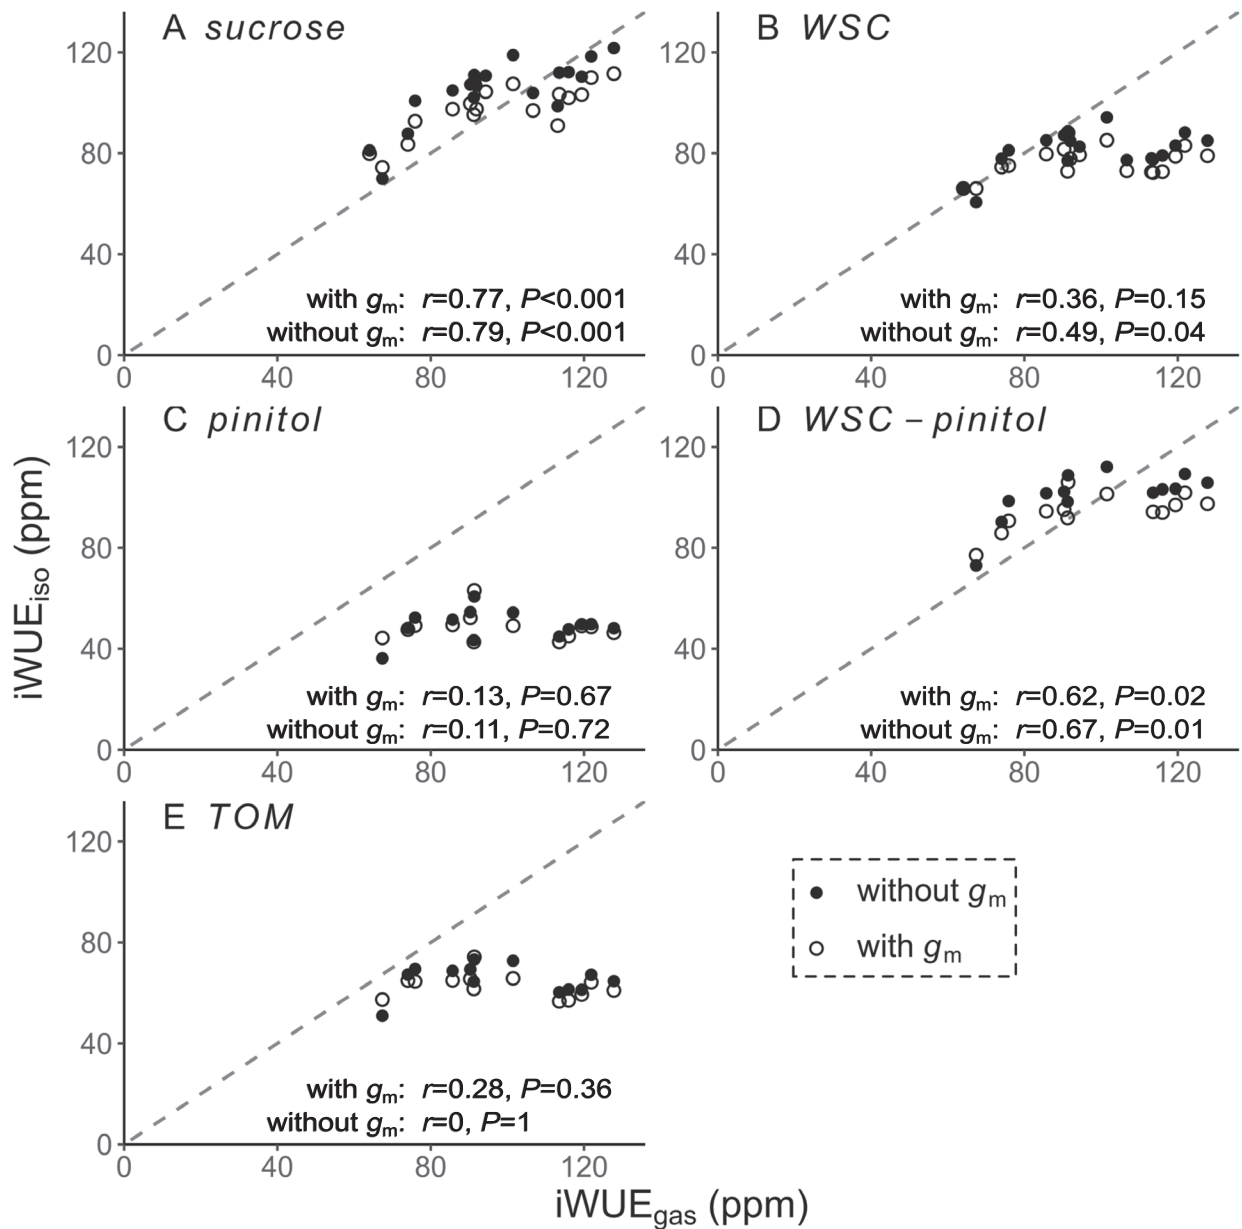 A sucrose
120
80
40
0
with gm: r=0.77, P<0.001
without gm: r=0.79, P<0.001
0 40 80 120
B WSC
120
80
40
0
with gm: r=0.36, P=0.15
without gm: r=0.49, P=0.04
0 40 80 120
iWUEiso (ppm)
C pinitol
120
80
40
0
with gm: r=0.13, P=0.67
without gm: r=0.11, P=0.72
0 40 80 120
D WSC – pinitol
120
80
40
0
with gm: r=0.62, P=0.02
without gm: r=0.67, P=0.01
0 40 80 120
E TOM
120
80
40
0
with gm: r=0.28, P=0.36
without gm: r=0, P=1
0 40 80 120
without gm
with gm
iWUEgas (ppm)